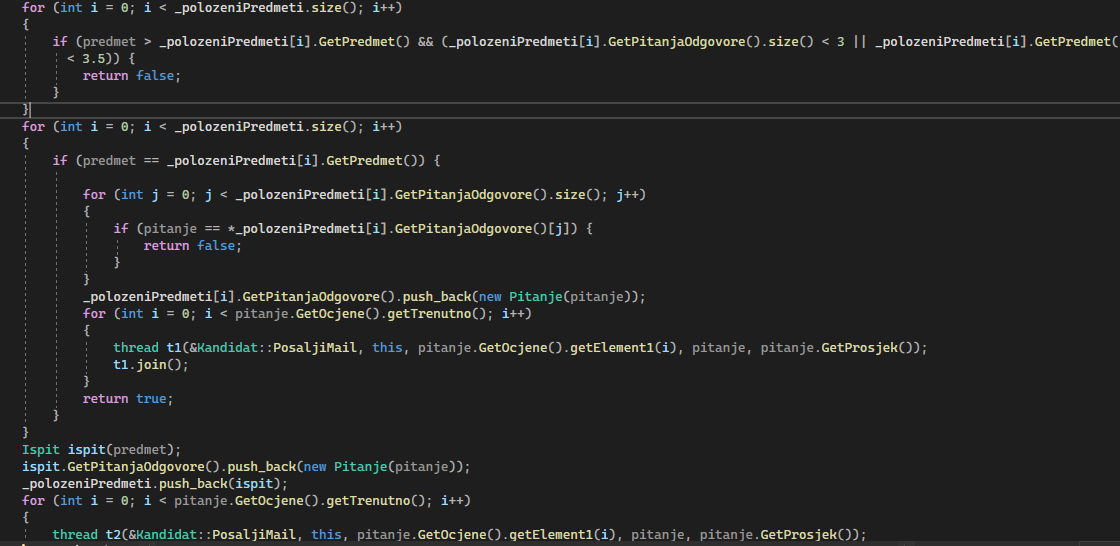 for (int i = 0; i < _polozeniPredmeti.size(); i++)
{
if (predmet > _polozeniPredmeti[i].GetPredmet() && (_polozeniPredmeti[i].GetPitanjaOdgovore().size() < 3 || _polozeniPredmeti[i].GetPredmet(
< 3.5)) {
return false;
}
}
for (int i = 0; i < _polozeniPredmeti.size(); i++)
{
if (predmet == _polozeniPredmeti[i].GetPredmet()) {
for (int j = 0; j < _polozeniPredmeti[i].GetPitanjaOdgovore().size(); j++)
{
if (pitanje == *_polozeniPredmeti[i].GetPitanjaOdgovore()[j]) {
return false;
}
}
_polozeniPredmeti[i].GetPitanjaOdgovore().push_back(new Pitanje(pitanje));
for (int i = 0; i < pitanje.GetOcjene().getTrenutno(); i++)
{
thread t1(&Kandidat::PosaljiMail, this, pitanje.GetOcjene().getElement1(i), pitanje, pitanje.GetProsjek());
t1.join();
}
return true;
}
}
Ispit ispit(predmet);
ispit.GetPitanjaOdgovore().push_back(new Pitanje(pitanje));
_polozeniPredmeti.push_back(ispit);
for (int i = 0; i < pitanje.GetOcjene().getTrenutno(); i++)
{
thread t2(&Kandidat::PosaljiMail, this, pitanje.GetOcjene().getElement1(i), pitanje, pitanje.GetProsjek());